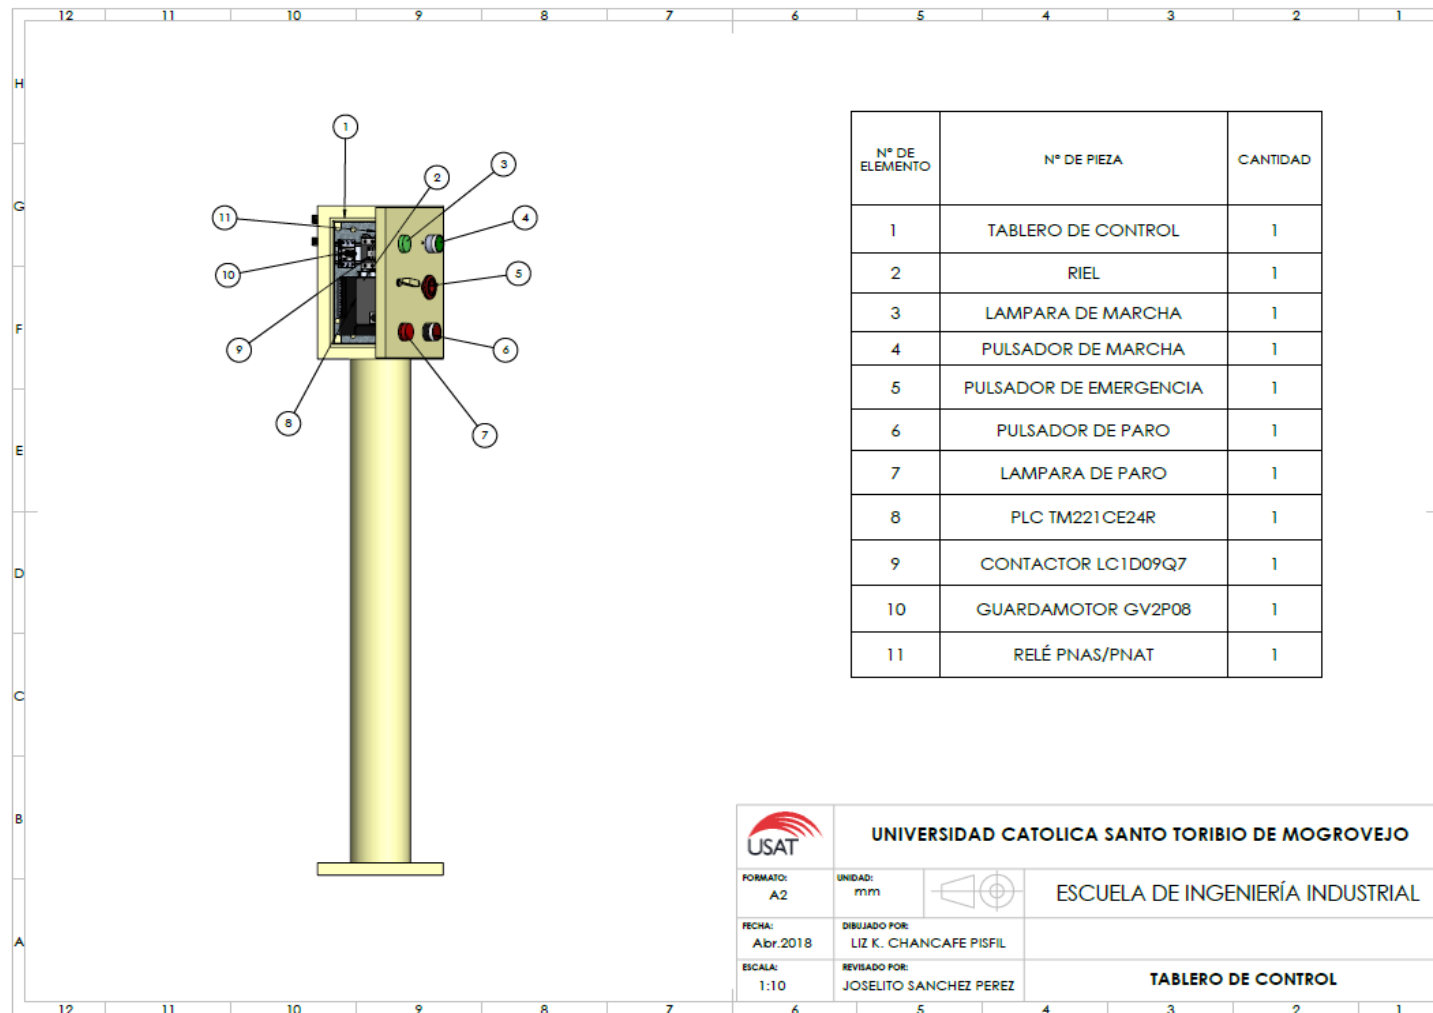 12 11 10 9 8 7 6 5 4 3 2 1
H
G
F
E
D
C
B
A
1
2
3
4
5
6
7
8
9
10
11
N° DE ELEMENTO N° DE PIEZA CANTIDAD
1 TABLERO DE CONTROL 1
2 RIEL 1
3 LAMPARA DE MARCHA 1
4 PULSADOR DE MARCHA 1
5 PULSADOR DE EMERGENCIA 1
6 PULSADOR DE PARO 1
7 LAMPARA DE PARO 1
8 PLC TM221CE24R 1
9 CONTACTOR LC1D09Q7 1
10 GUARDAMOTOR GV2P08 1
11 RELÉ PNAS/PNAT 1
USAT
UNIVERSIDAD CATOLICA SANTO TORIBIO DE MOGROVEJO
FORMATO: A2
UNIDAD: mm
ESCUELA DE INGENIERÍA INDUSTRIAL
FECHA: Abr.2018
DIBUJADO POR: LIZ K. CHANCAFE PISFIL
ESCALA: 1:10
REVISADO POR: JOSELITO SANCHEZ PEREZ
TABLERO DE CONTROL
12 11 10 9 8 7 6 5 4 3 2 1